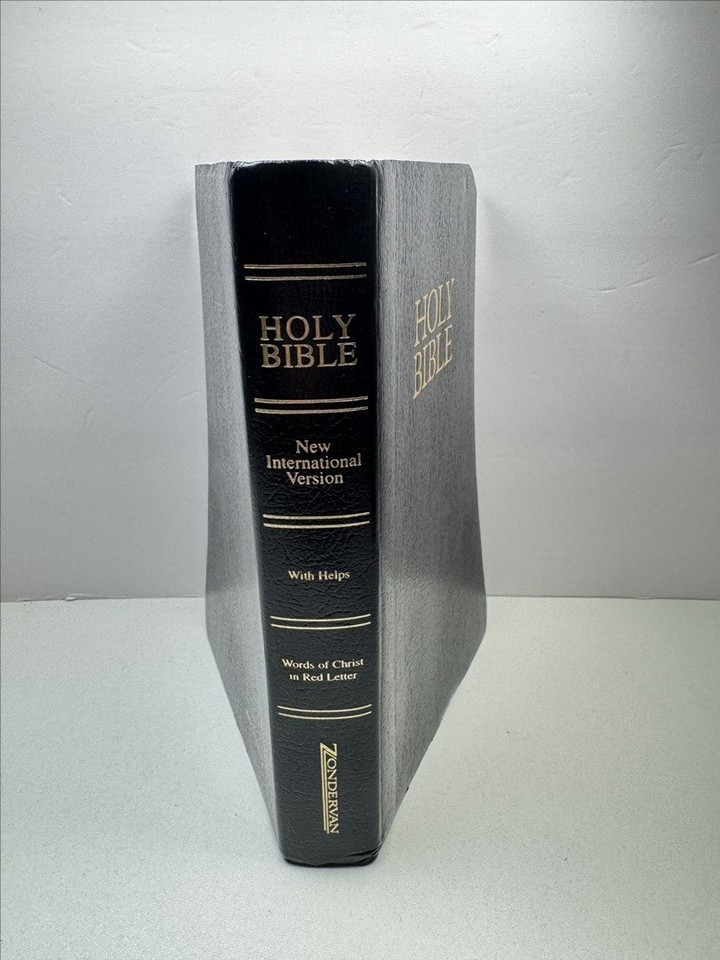 HOLY
BIBLE
New
International
Version
With Helps
Words of Christ
in Red Letter
ZONDERVAN
HOLY
BIBLE